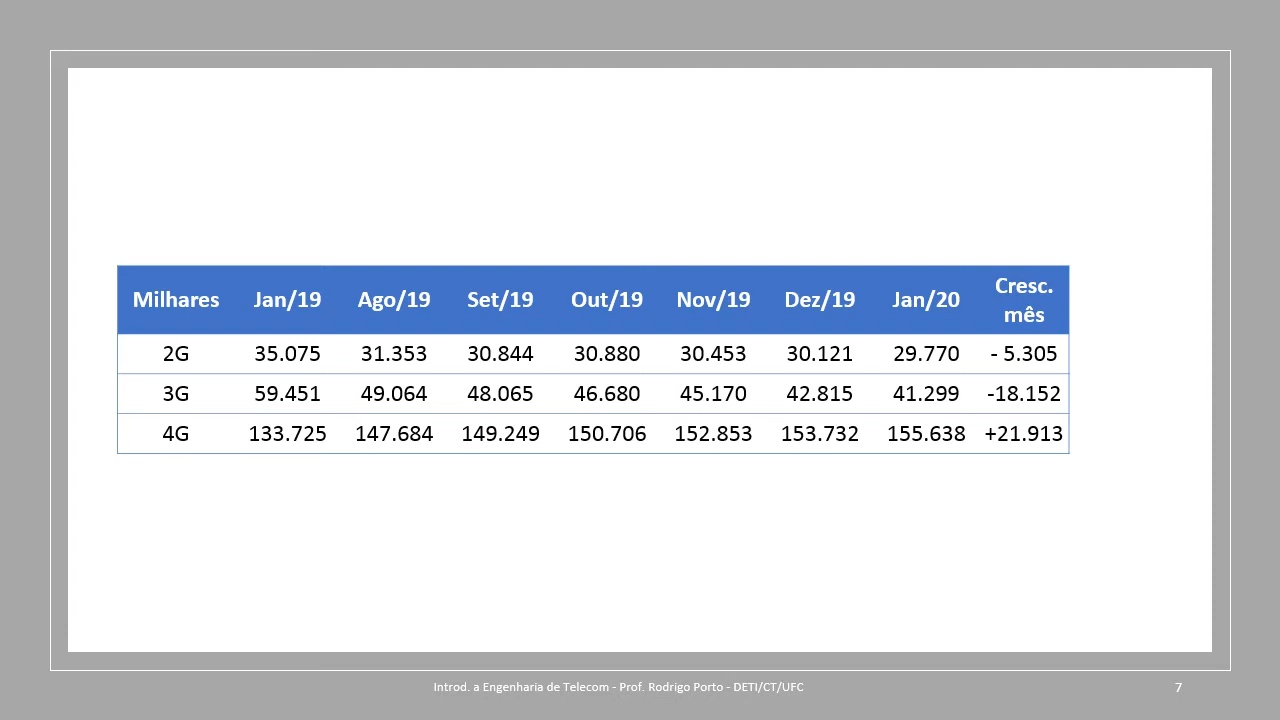 Milhares Jan/19 Ago/19 Set/19 Out/19 Nov/19 Dez/19 Jan/20 Cresc. mês
2G 35.075 31.353 30.844 30.880 30.453 30.121 29.770 - 5.305
3G 59.451 49.064 48.065 46.680 45.170 42.815 41.299 -18.152
4G 133.725 147.684 149.249 150.706 152.853 153.732 155.638 +21.913
Introd. a Engenharia de Telecom - Prof. Rodrigo Porto - DETI/CT/UFC 7